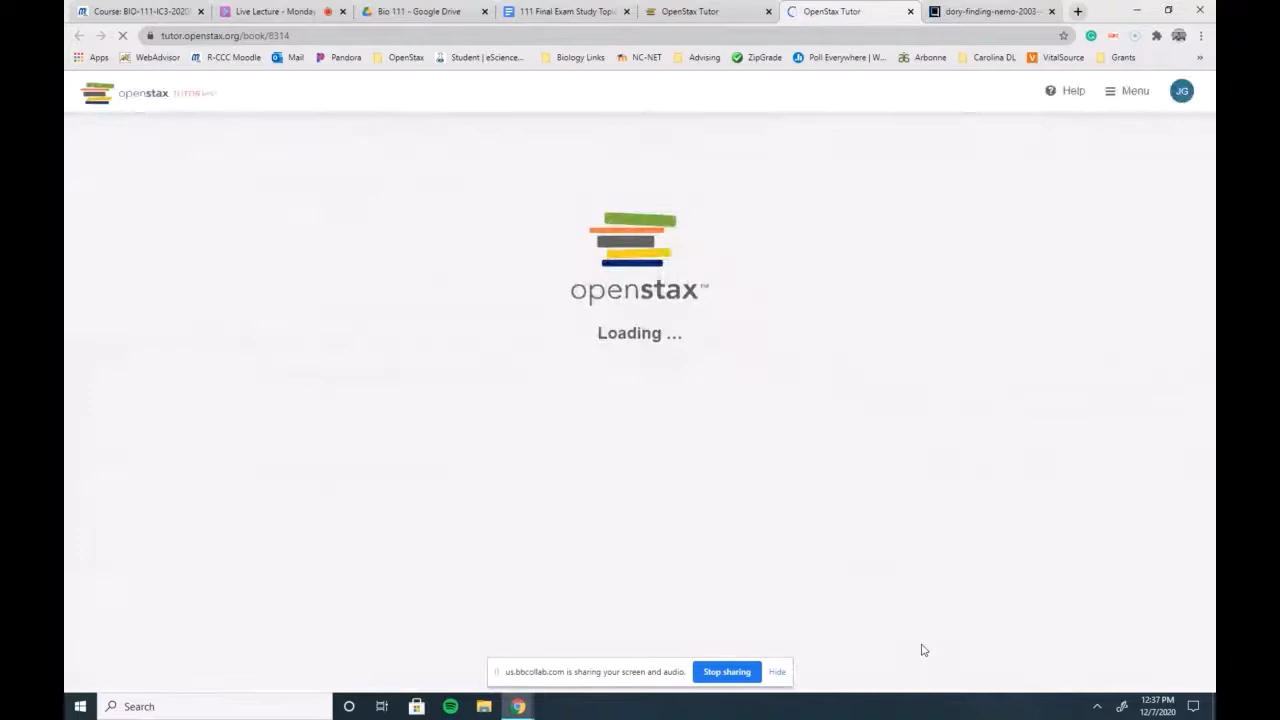 Course: BIO-111-IC3-2020
Live Lecture - Monday
Bio 111 - Google Drive
111 Final Exam Study Topi
OpenStax Tutor
OpenStax Tutor
dory-finding-nemo-2003-
tutor.openstax.org/book/8314
Apps
WebAdvisor
R-CCC Moodle
Mail
Pandora
OpenStax
Student | eScience...
Biology Links
NC-NET
Advising
ZipGrade
Poll Everywhere | W...
Arbonne
Carolina DL
VitalSource
Grants
»
openstax TUTOR
Help
Menu
JG
openstax™
Loading ...
us.bbcollab.com is sharing your screen and audio.
Stop sharing
Hide
Search
12:37 PM
12/7/2020